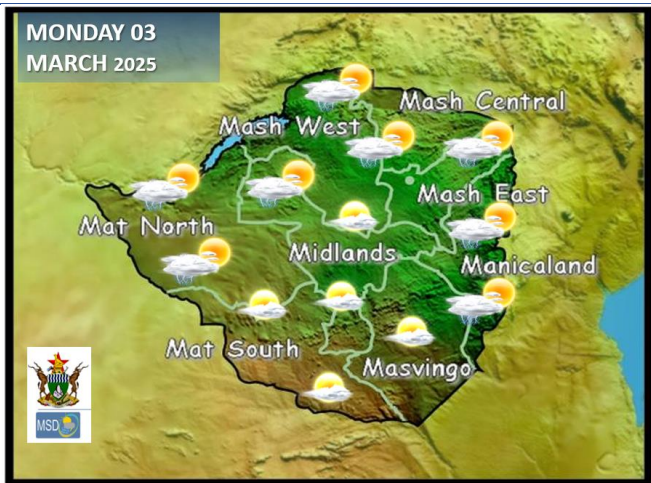 MONDAY 03
MARCH 2025
Mash Central
Mash West
Mash East
Mat North
Midlands
Manicaland
Mat South
Masvingo
MSD